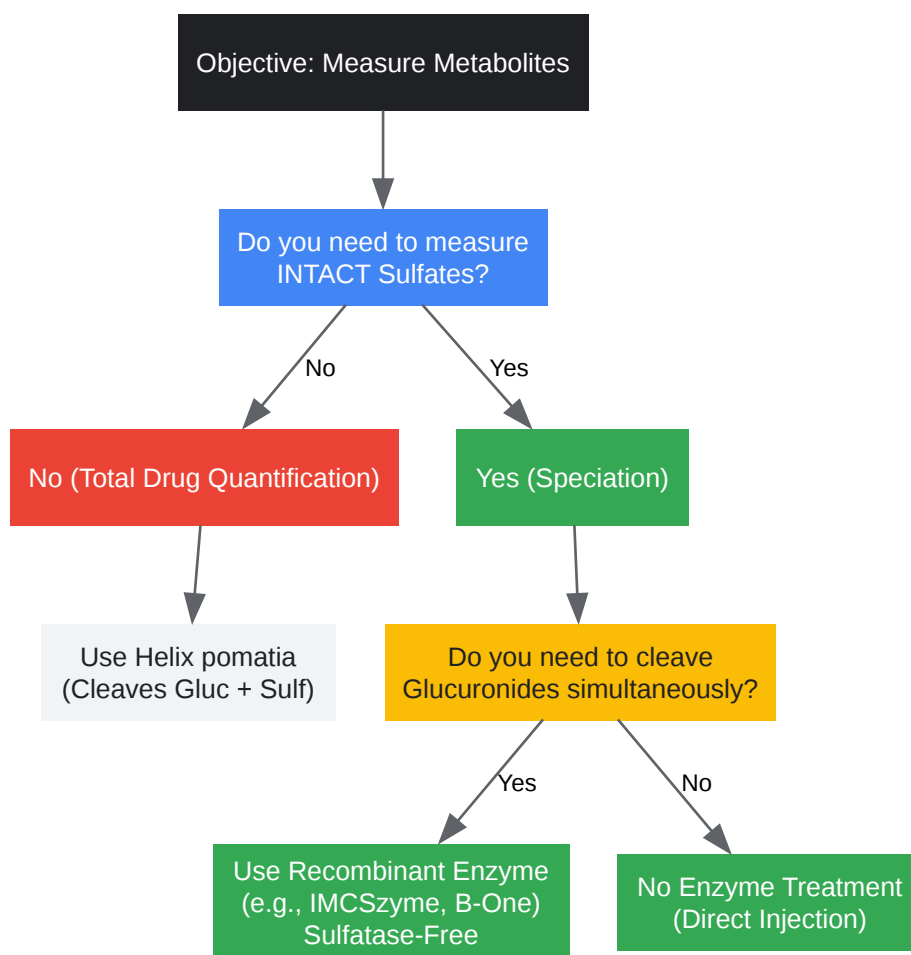 Objective: Measure Metabolites
Do you need to measure
INTACT Sulfates?
No
Yes
No (Total Drug Quantification)
Yes (Speciation)
Use Helix pomatia
(Cleaves Gluc + Sulf)
Do you need to cleave
Glucuronides simultaneously?
Yes
No
Use Recombinant Enzyme
(e.g., IMCSzyme, B-One)
Sulfatase-Free
No Enzyme Treatment
(Direct Injection)